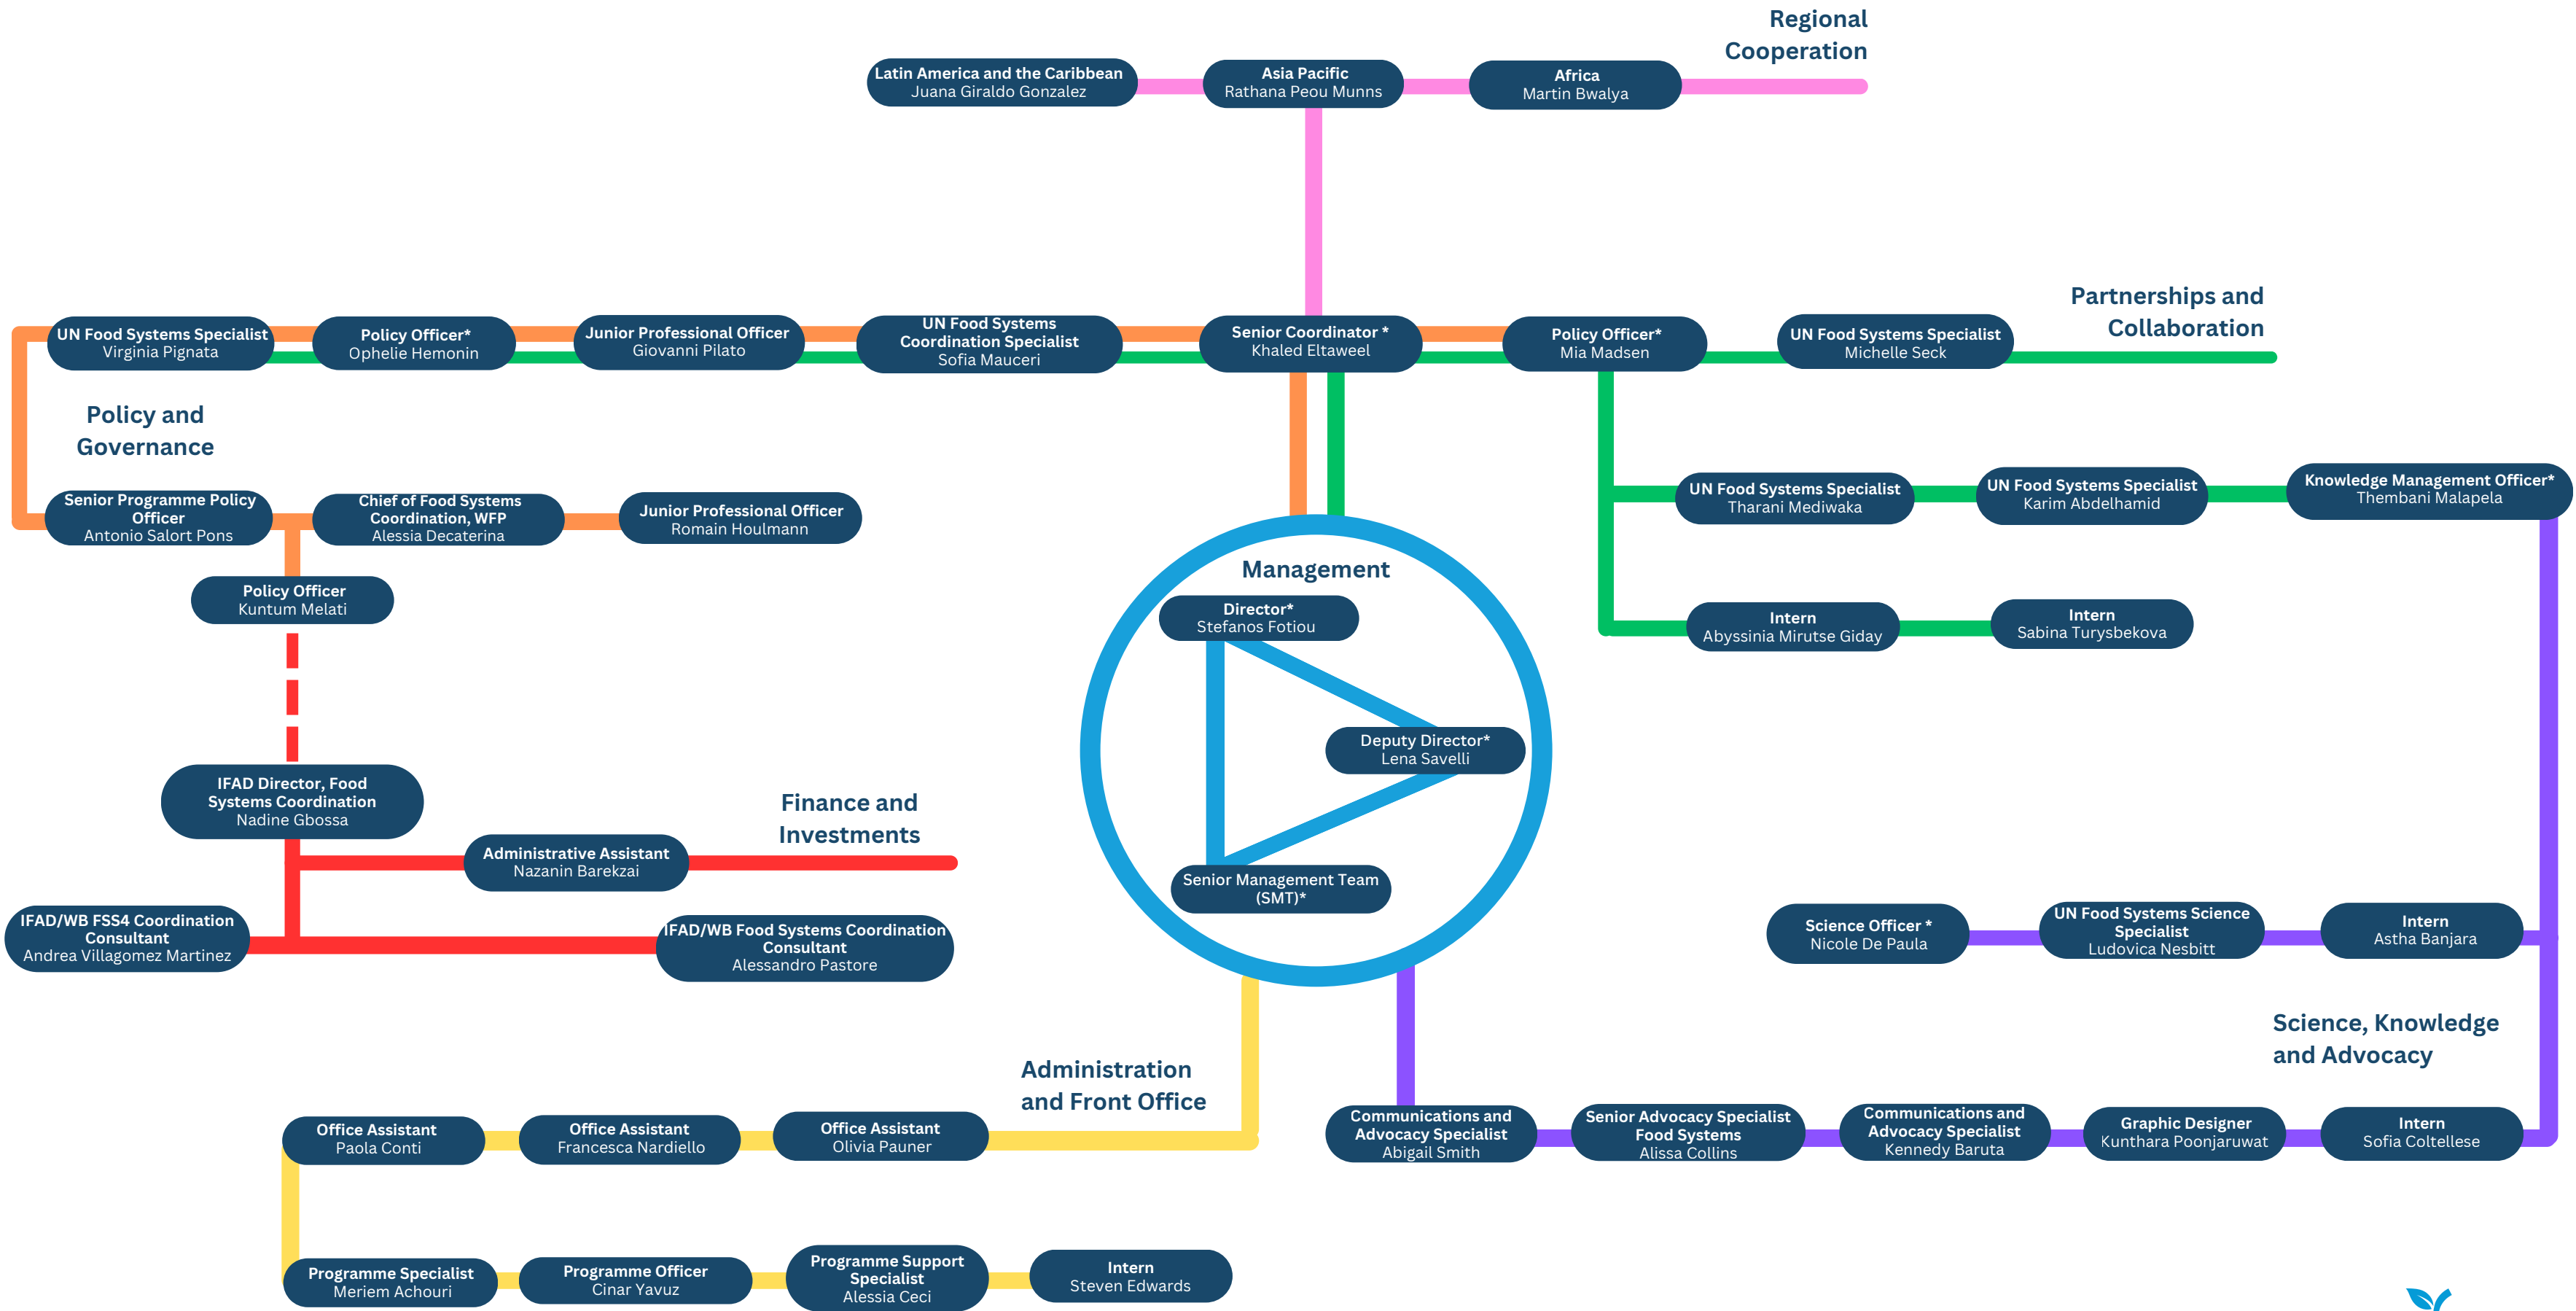 Regional
Cooperation
Latin America and the Caribbean
Juana Giraldo Gonzalez
Asia Pacific
Rathana Peou Munns
Africa
Martin Bwalya
Partnerships and
Collaboration
UN Food Systems Specialist
Virginia Pignata
Policy Officer*
Ophelie Hemonin
Junior Professional Officer
Giovanni Pilato
UN Food Systems
Coordination Specialist
Sofia Mauceri
Senior Coordinator *
Khaled Eltaweel
Policy Officer*
Mia Madsen
UN Food Systems Specialist
Michelle Seck
Policy and
Governance
Senior Programme Policy
Officer
Antonio Salort Pons
Chief of Food Systems
Coordination, WFP
Alessia Decaterina
Junior Professional Officer
Romain Houlmann
UN Food Systems Specialist
Tharani Mediwaka
UN Food Systems Specialist
Karim Abdelhamid
Knowledge Management Officer*
Thembani Malapela
Policy Officer
Kuntum Melati
Management
Director*
Stefanos Fotiou
Intern
Abyssinia Mirutse Giday
Intern
Sabina Turysbekova
Deputy Director*
Lena Savelli
Senior Management Team
(SMT)*
IFAD Director, Food
Systems Coordination
Nadine Gbossa
Finance and
Investments
Administrative Assistant
Nazanin Barekzai
IFAD/WB FSS4 Coordination
Consultant
Andrea Villagomez Martinez
IFAD/WB Food Systems Coordination
Consultant
Alessandro Pastore
Science Officer *
Nicole De Paula
UN Food Systems Science
Specialist
Ludovica Nesbitt
Intern
Astha Banjara
Science, Knowledge
and Advocacy
Administration
and Front Office
Office Assistant
Paola Conti
Office Assistant
Francesca Nardiello
Office Assistant
Olivia Pauner
Communications and
Advocacy Specialist
Abigail Smith
Senior Advocacy Specialist
Food Systems
Alissa Collins
Communications and
Advocacy Specialist
Kennedy Baruta
Graphic Designer
Kunthara Poonjaruwat
Intern
Sofia Coltellese
Programme Specialist
Meriem Achouri
Programme Officer
Cinar Yavuz
Programme Support
Specialist
Alessia Ceci
Intern
Steven Edwards